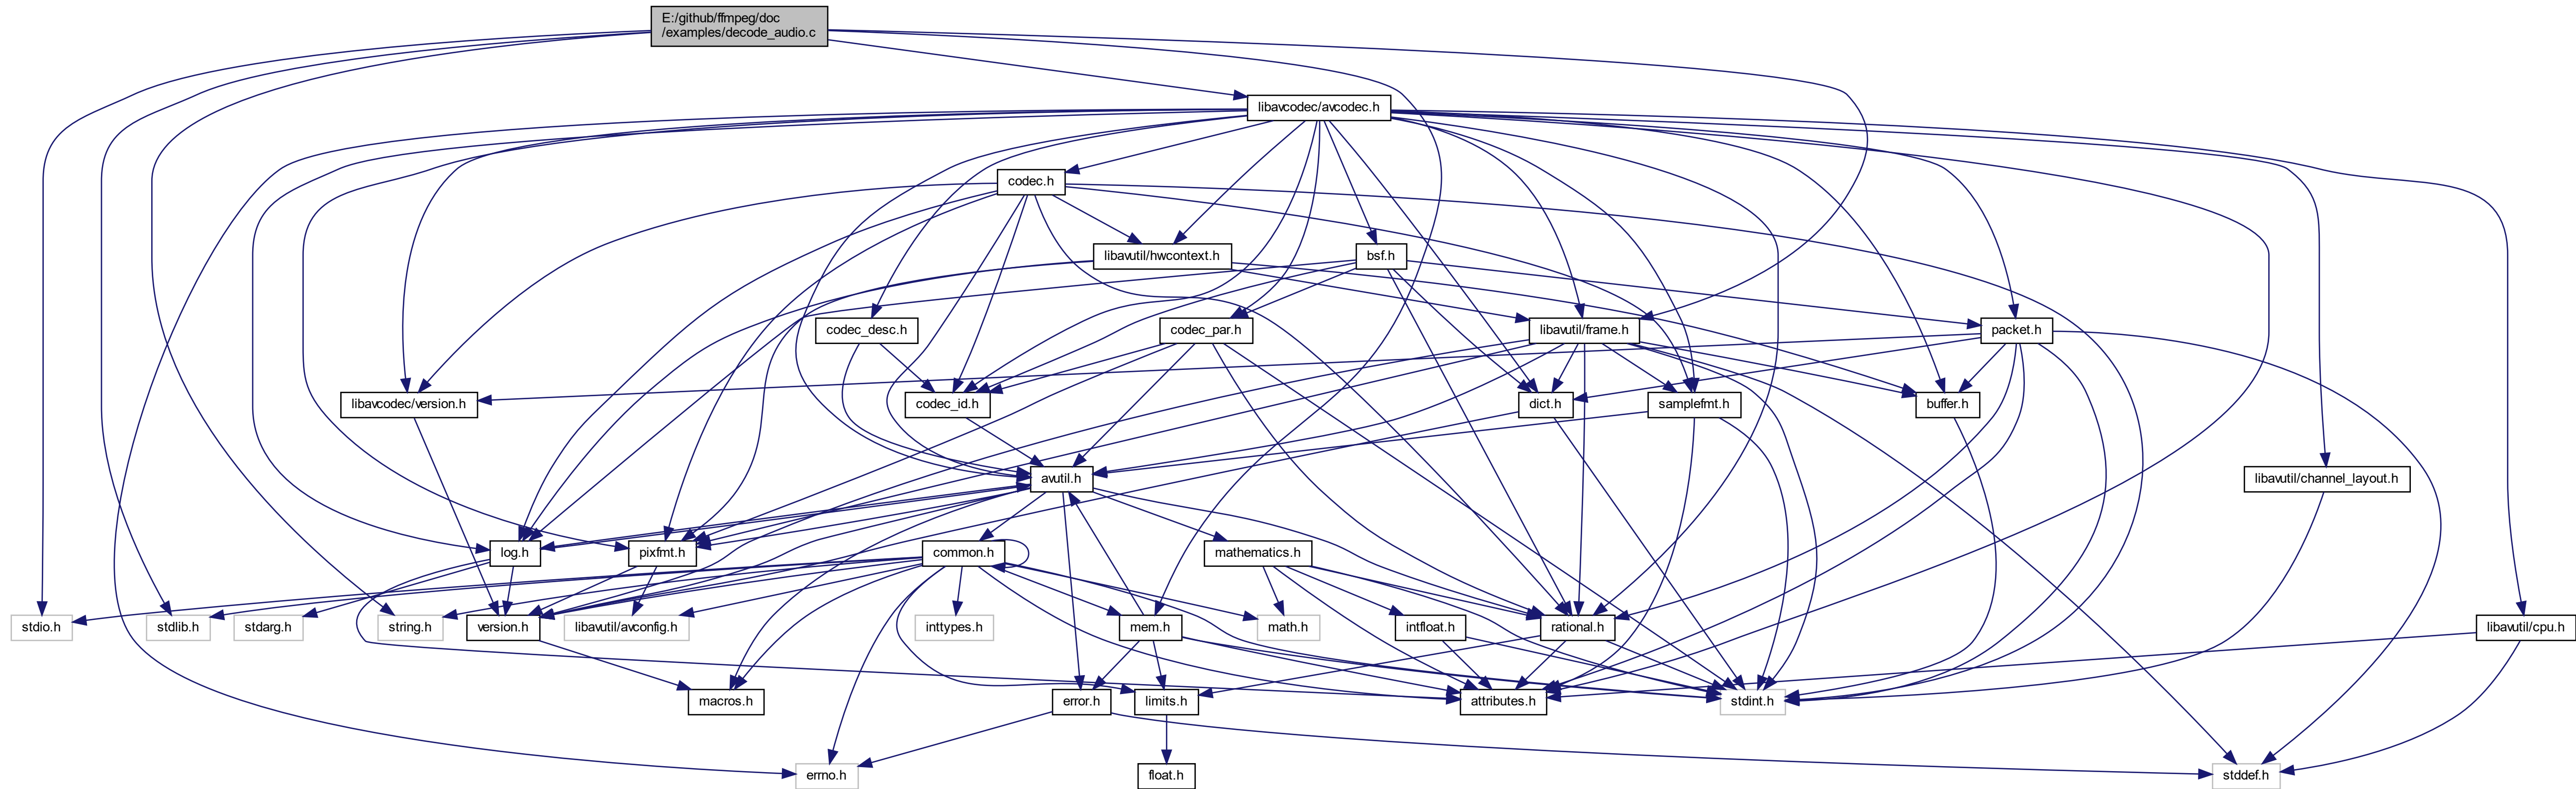 E:/github/ffmpeg/doc
/examples/decode_audio.c
libavcodec/avcodec.h
codec.h
libavutil/hwcontext.h
bsf.h
codec_desc.h
codec_par.h
libavutil/frame.h
packet.h
libavcodec/version.h
codec_id.h
dict.h
samplefmt.h
buffer.h
avutil.h
libavutil/channel_layout.h
log.h
pixfmt.h
common.h
mathematics.h
stdio.h
stdlib.h
stdarg.h
string.h
version.h
libavutil/avconfig.h
inttypes.h
mem.h
math.h
intfloat.h
rational.h
libavutil/cpu.h
macros.h
error.h
limits.h
attributes.h
stdint.h
errno.h
float.h
stddef.h